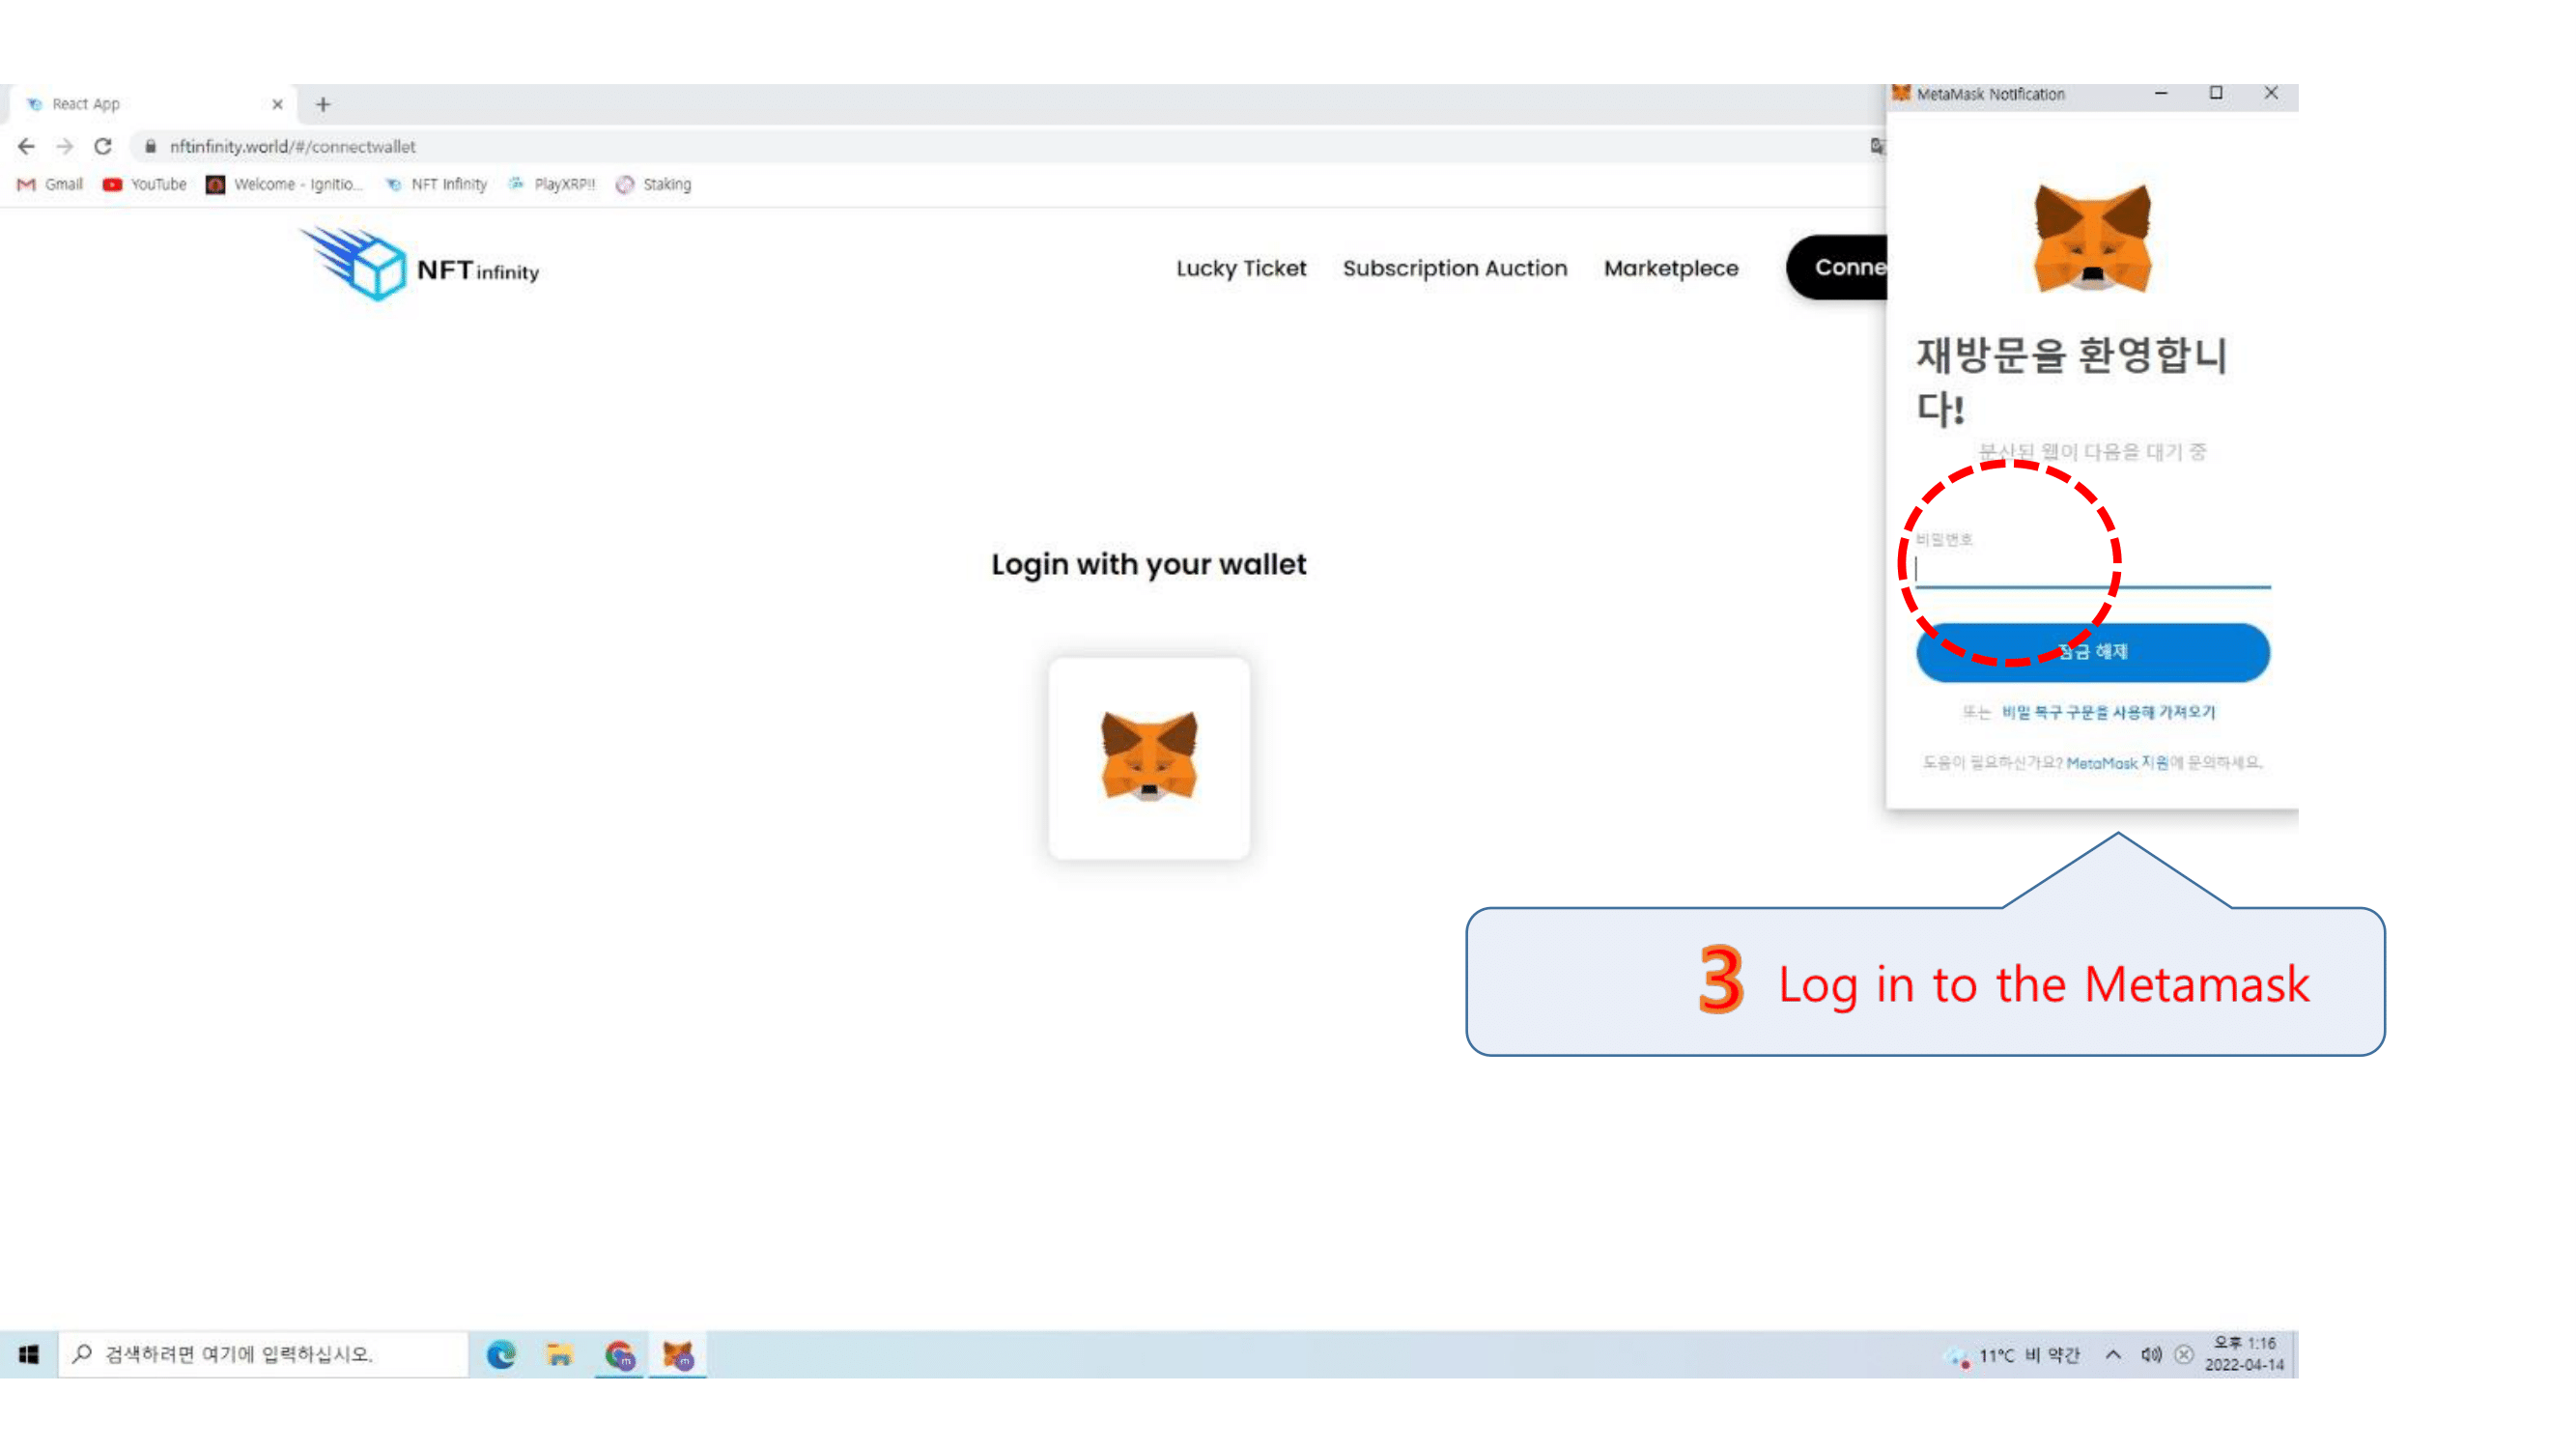 React App
MetaMask Notification
nftinfinity.world/#/connectwallet
Gmail YouTube Welcome - Ignitio... NFT Infinity PlayXRP!! Staking
NFT infinity
Lucky Ticket Subscription Auction Marketplece Conne
재방문을 환영합니
다!
분산된 웹이 다음을 대기 중
비밀번호
Login with your wallet
잠금 해제
또는 비밀 복구 구문을 사용해 가져오기
도움이 필요하신가요? MetaMask 지원에 문의하세요.
3 Log in to the Metamask
검색하려면 여기에 입력하십시오.
m m
11°C 비 약간
오후 1:16
2022-04-14